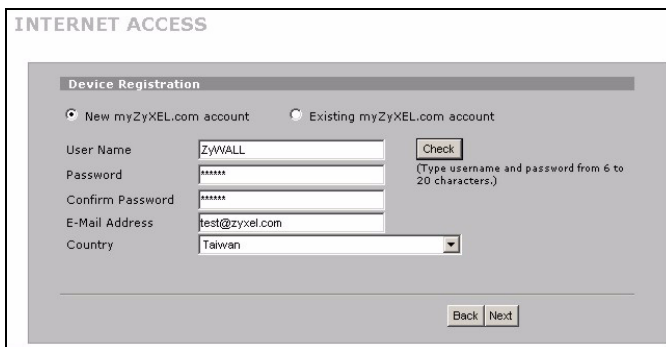 INTERNET ACCESS
Device Registration
New myZyXEL.com account Existing myZyXEL.com account
User Name ZyWALL Check
(Type username and password from 6 to
20 characters.)
Password ******
Confirm Password ******
E-Mail Address test@zyxel.com
Country Taiwan
Back Next